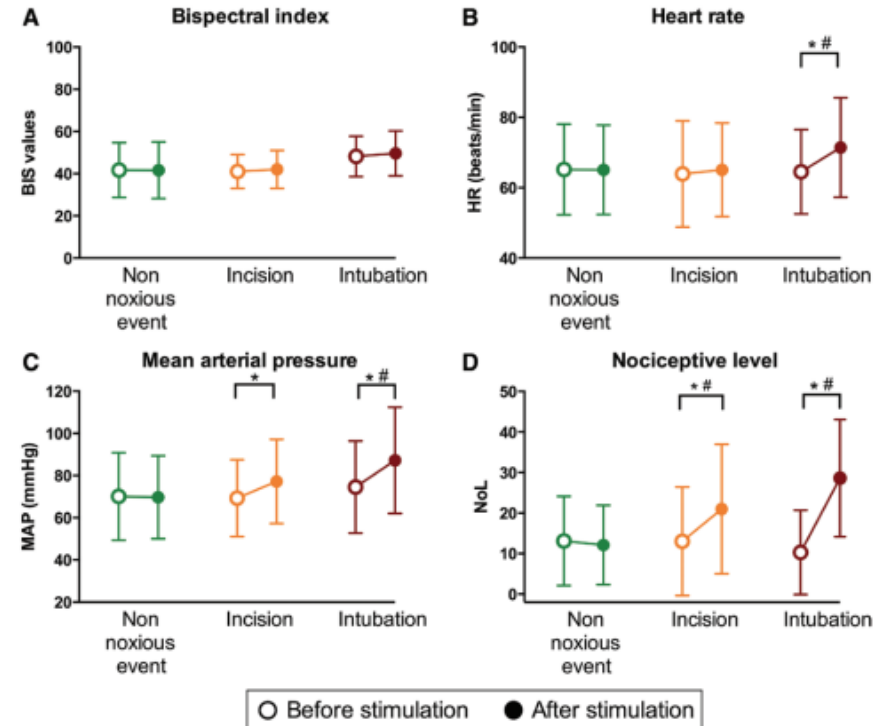 A Bispectral index
BIS values
100
80
60
40
20
0
Non
noxious
event
Incision
Intubation
B Heart rate
HR (beats/min)
100
80
60
40
* #
Non
noxious
event
Incision
Intubation
C Mean arterial pressure
MAP (mmHg)
120
100
80
60
40
20
*
* #
Non
noxious
event
Incision
Intubation
D Nociceptive level
NoL
50
40
30
20
10
0
* #
* #
Non
noxious
event
Incision
Intubation
Before stimulation After stimulation